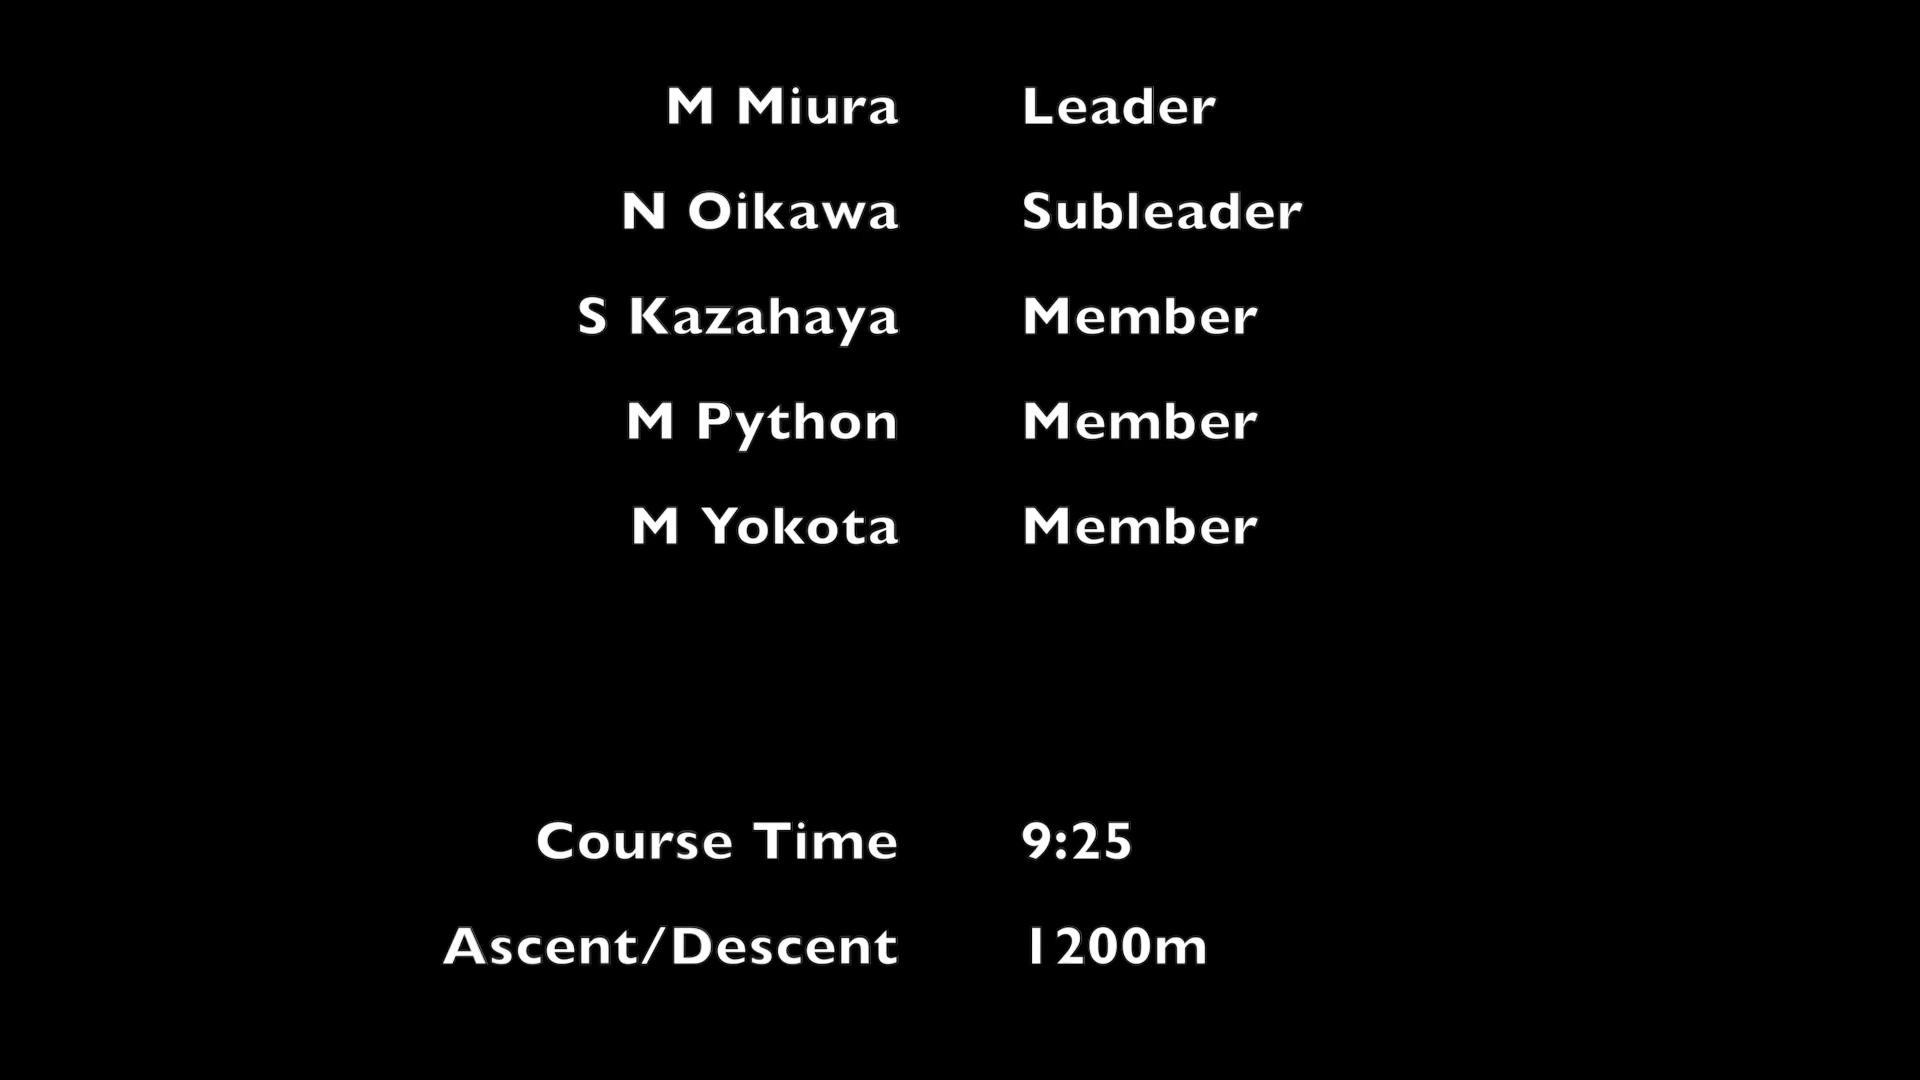 M Miura Leader
N Oikawa Subleader
S Kazahaya Member
M Python Member
M Yokota Member
Course Time 9:25
Ascent/Descent 1200m